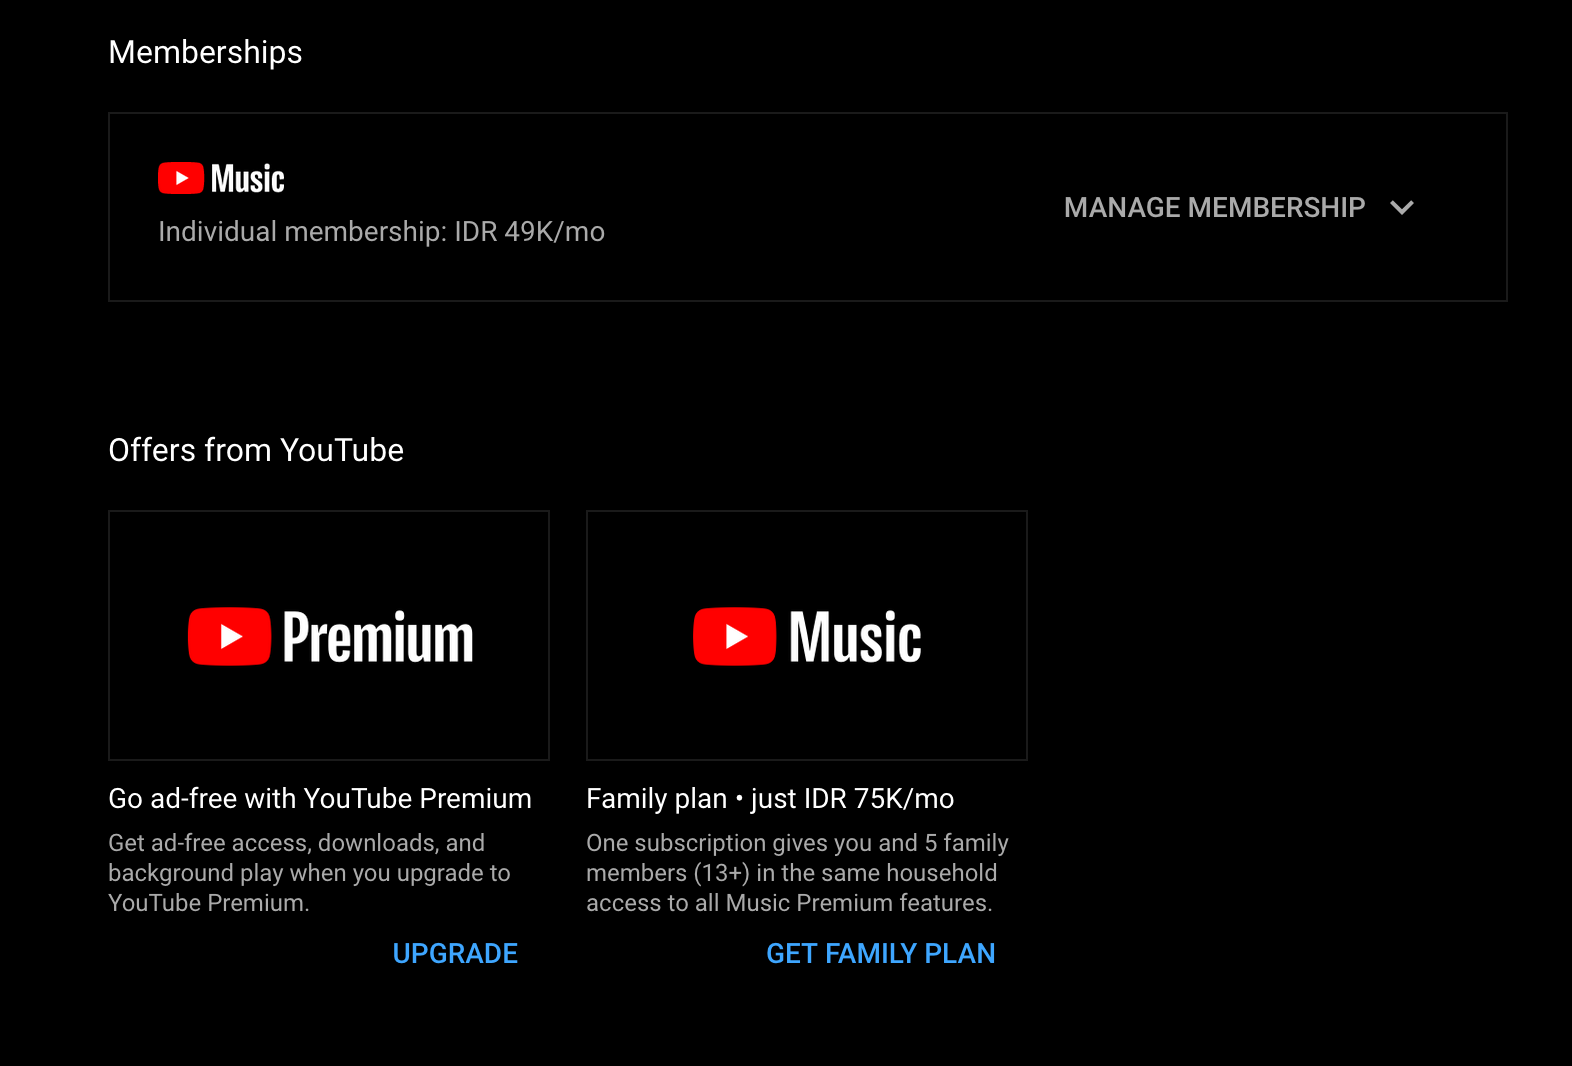 Memberships
Music
Individual membership: IDR 49K/mo
MANAGE MEMBERSHIP
Offers from YouTube
Premium
Go ad-free with YouTube Premium
Get ad-free access, downloads, and
background play when you upgrade to
YouTube Premium.
UPGRADE
Music
Family plan • just IDR 75K/mo
One subscription gives you and 5 family
members (13+) in the same household
access to all Music Premium features.
GET FAMILY PLAN